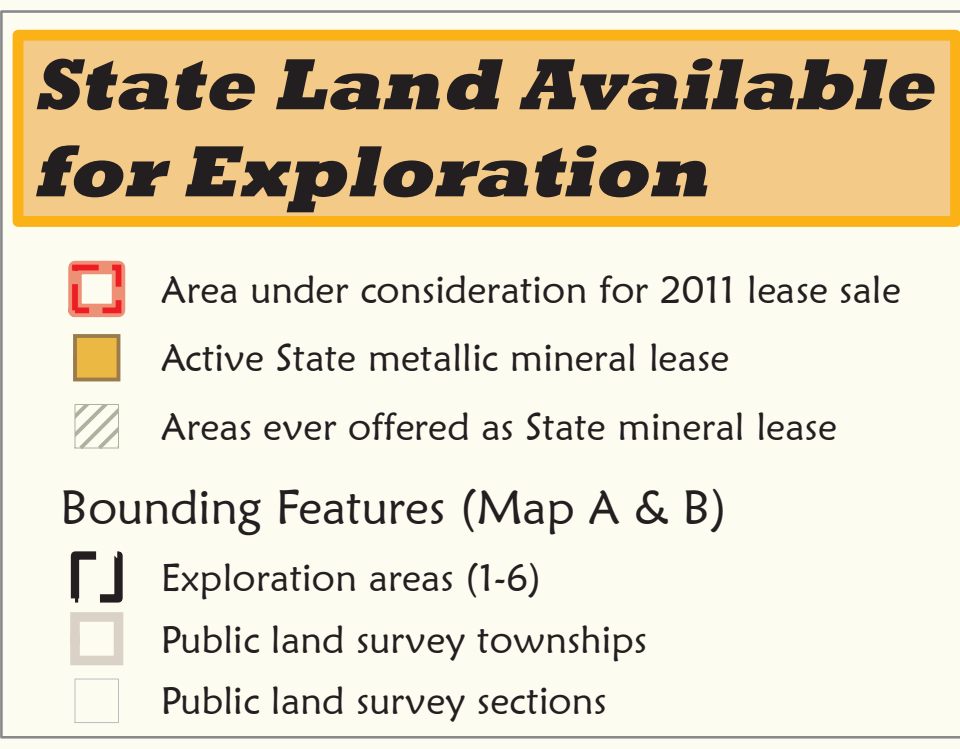 State Land Available
for Exploration
Area under consideration for 2011 lease sale
Active State metallic mineral lease
Areas ever offered as State mineral lease
Bounding Features (Map A & B)
Exploration areas (1-6)
Public land survey townships
Public land survey sections